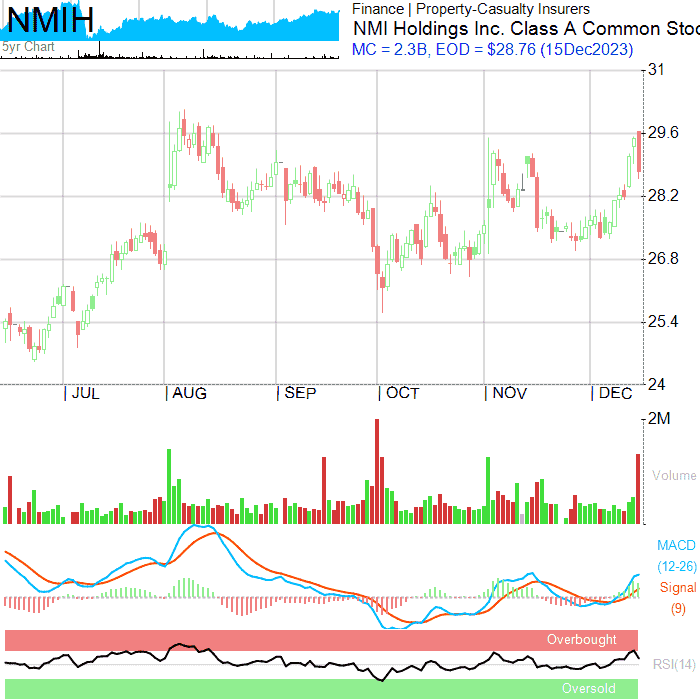 NMIH
5yr Chart
Finance | Property-Casualty Insurers
NMI Holdings Inc. Class A Common Stoc
MC = 2.3B, EOD = $28.76 (15Dec2023)
31
29.6
28.2
26.8
25.4
24
| JUL | AUG | SEP | OCT | NOV | DEC
2M
Volume
MACD
(12-26)
Signal
(9)
Overbought
RSI(14)
Oversold